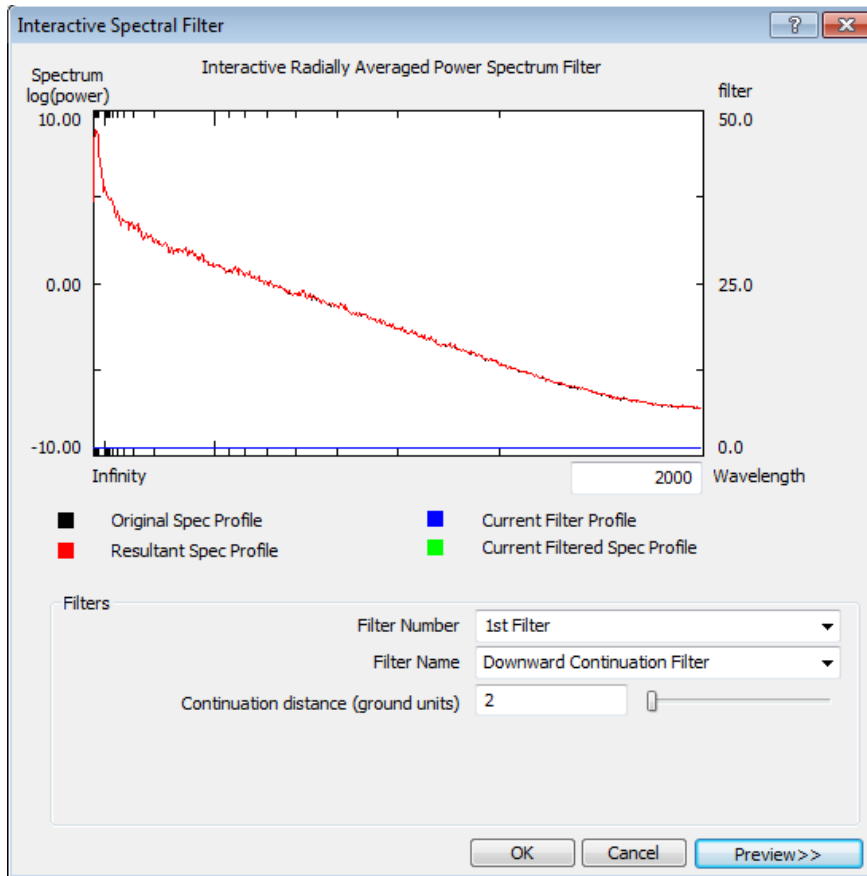 Interactive Spectral Filter
?
Interactive Radially Averaged Power Spectrum Filter
Spectrum
log(power)
filter
10.00
50.0
0.00
25.0
-10.00
0.0
Infinity
2000
Wavelength
Original Spec Profile
Current Filter Profile
Resultant Spec Profile
Current Filtered Spec Profile
Filters
Filter Number
1st Filter
Filter Name
Downward Continuation Filter
Continuation distance (ground units)
2
OK
Cancel
Preview>>